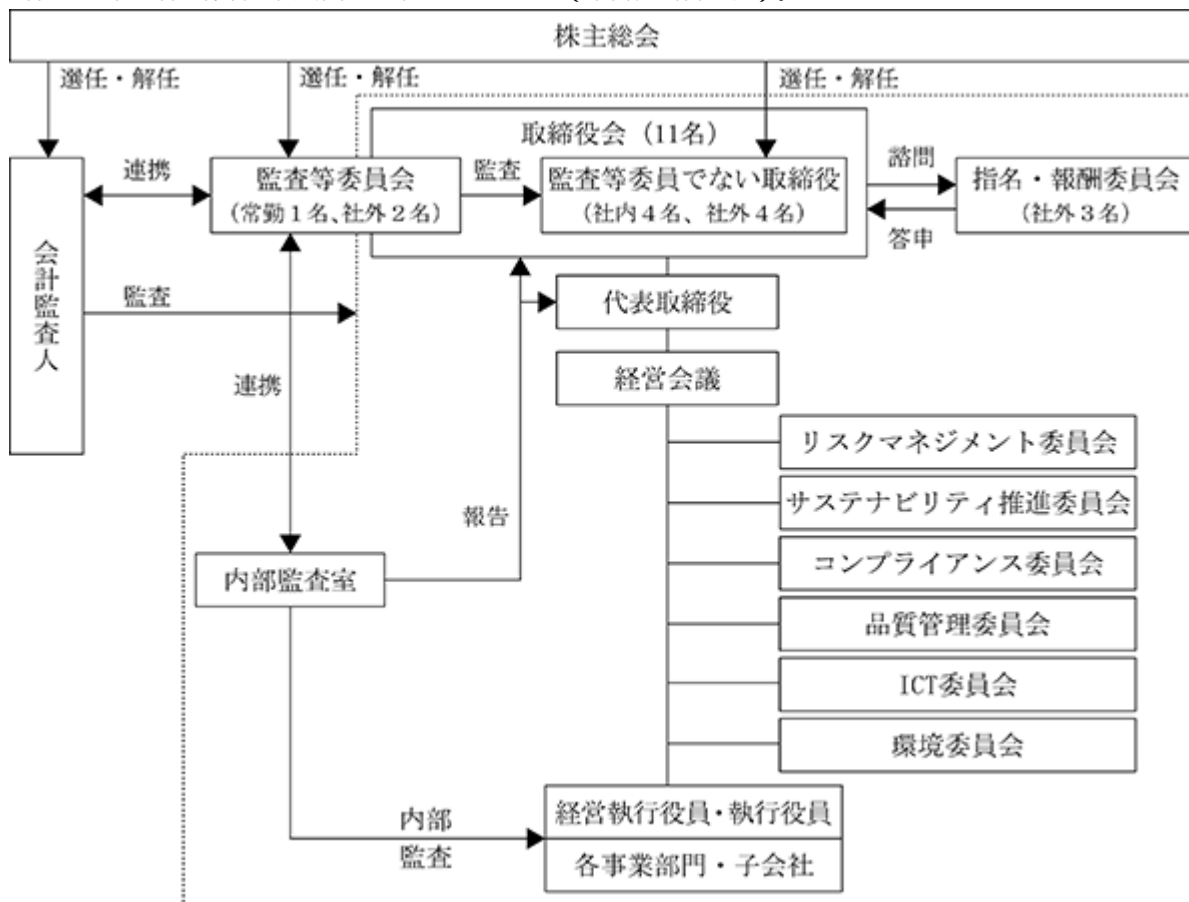 株主総会
選任・解任
選任・解任
選任・解任
取締役会（11名）
連携
監査等委員会
（常勤１名、社外２名）
監査
監査等委員でない取締役
（社内４名、社外４名）
諮問
答申
指名・報酬委員会
（社外３名）
会計監査人
監査
代表取締役
連携
経営会議
リスクマネジメント委員会
サステナビリティ推進委員会
報告
コンプライアンス委員会
内部監査室
品質管理委員会
ICT委員会
環境委員会
内部
監査
経営執行役員・執行役員
各事業部門・子会社